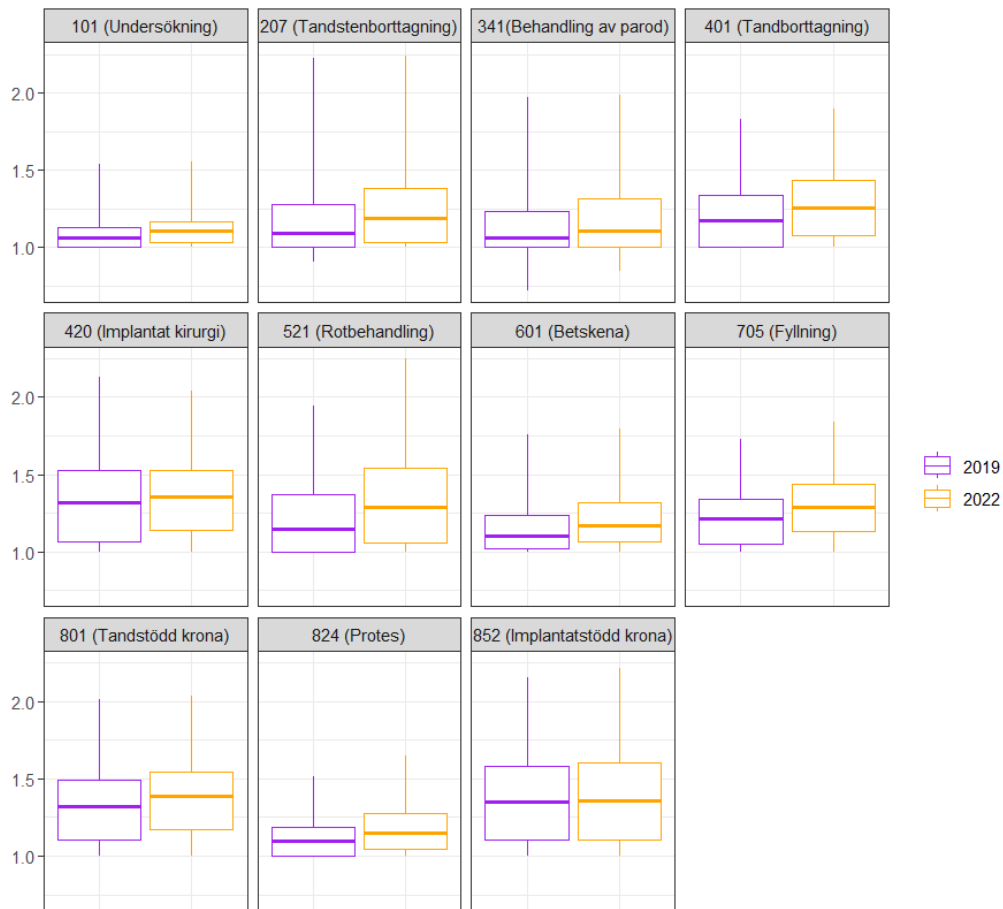 101 (Undersökning)
207 (Tandstenborttagning)
341(Behandling av parod)
401 (Tandborttagning)
2.0
1.5
1.0
420 (Implantat kirurgi)
521 (Rotbehandling)
601 (Betskena)
705 (Fyllning)
2.0
1.5
1.0
2019
2022
801 (Tandstödd krona)
824 (Protes)
852 (Implantatstödd krona)
2.0
1.5
1.0